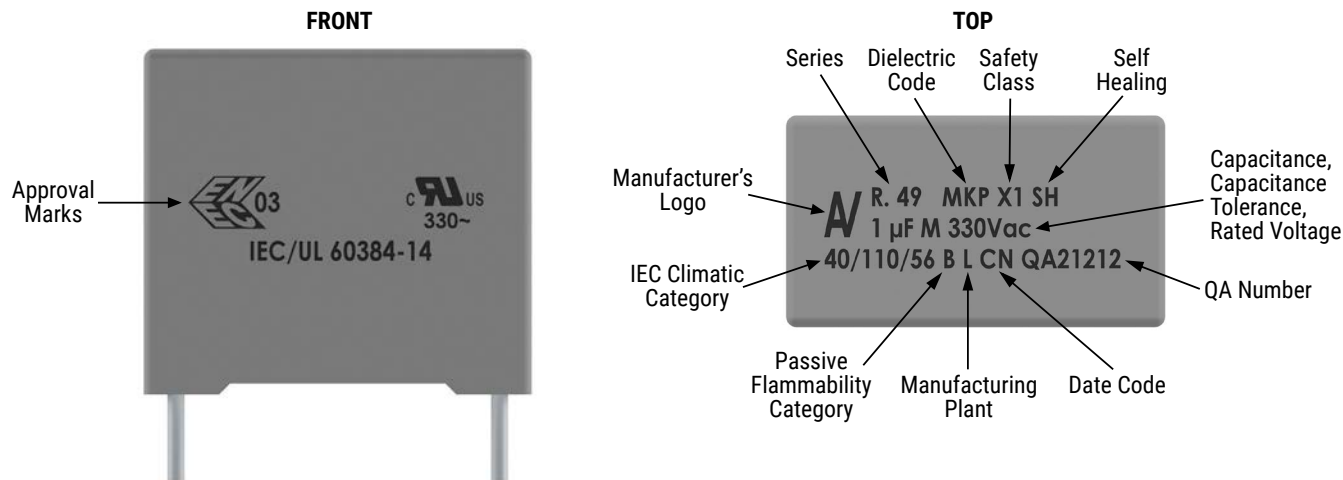 FRONT
Approval
Marks
ENEC 03
C RU US
330~
IEC/UL 60384-14
TOP
Series
Dielectric
Code
Safety
Class
Self
Healing
Manufacturer's
Logo
R. 49 MKP X1 SH
1 µF M 330Vac
40/110/56 B L CN QA21212
Capacitance,
Capacitance
Tolerance,
Rated Voltage
IEC Climatic
Category
QA Number
Passive
Flammability
Category
Manufacturing
Plant
Date Code